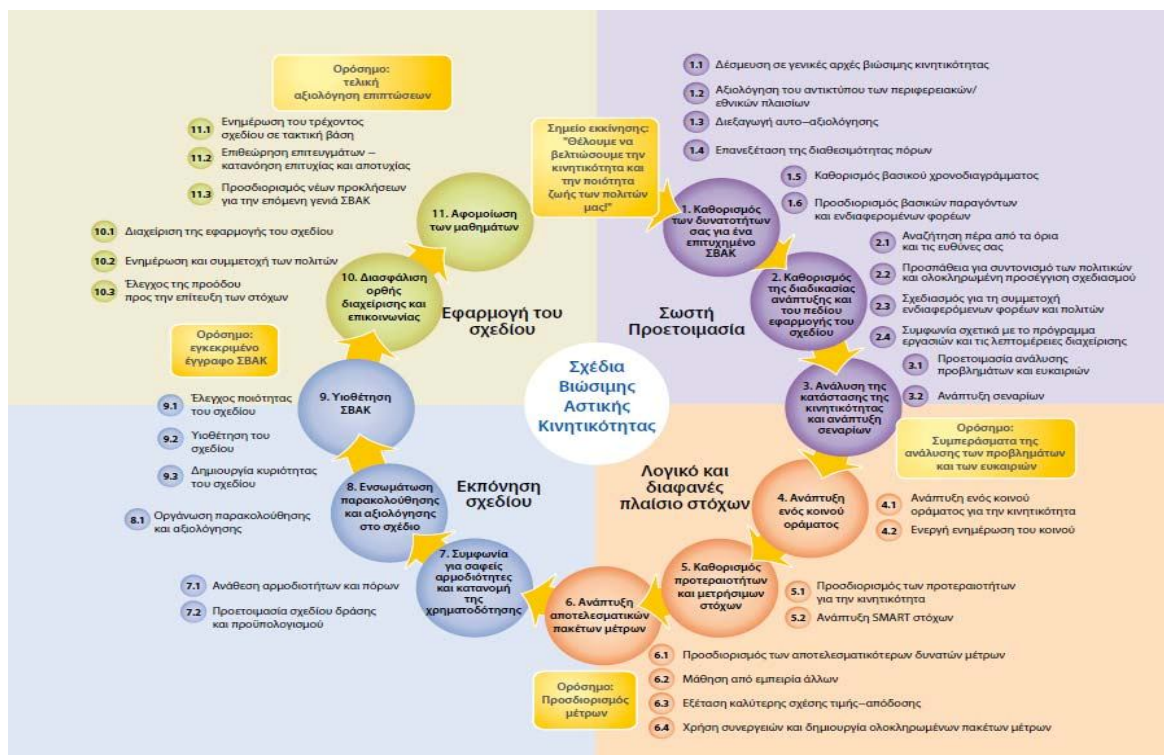 Σημείο εκκίνησης:
"Θέλουμε να
βελτιώσουμε την
κινητικότητα και
την ποιότητα
ζωής των πολιτών
μας!"
Σχέδια
Βιώσιμης
Αστικής
Κινητικότητας
Σωστή
Προετοιμασία
1. Καθορισμός
των δυνατοτήτων
σας για ένα
επιτυχημένο
ΣΒΑΚ
1.1 Δέσμευση σε γενικές αρχές βιώσιμης κινητικότητας
1.2 Αξιολόγηση του αντικτύπου των περιφερειακών/
εθνικών πλαισίων
1.3 Διεξαγωγή αυτο–αξιολόγησης
1.4 Επανεξέταση της διαθεσιμότητας πόρων
1.5 Καθορισμός βασικού χρονοδιαγράμματος
1.6 Προσδιορισμός βασικών παραγόντων
και ενδιαφερομένων φορέων
2. Καθορισμός
της διαδικασίας
ανάπτυξης και
του πεδίου
εφαρμογής του
σχεδίου
2.1 Αναζήτηση πέρα από τα όρια
και τις ευθύνες σας
2.2 Προσπάθεια για συντονισμό των πολιτικών
και ολοκληρωμένη προσέγγιση σχεδιασμού
2.3 Σχεδιασμός για τη συμμετοχή
ενδιαφερόμενων φορέων και πολιτών
2.4 Συμφωνία σχετικά με το πρόγραμμα
εργασιών και τις λεπτομέρειες διαχείρισης
3. Ανάλυση της
κατάστασης της
κινητικότητας
και ανάπτυξη
σεναρίων
3.1 Προετοιμασία ανάλυσης
προβλημάτων και ευκαιριών
3.2 Ανάπτυξη σεναρίων
Ορόσημο:
Συμπεράσματα της
ανάλυσης των προβλημάτων
και των ευκαιριών
Λογικό και
διαφανές
πλαίσιο στόχων
4. Ανάπτυξη
ενός κοινού
οράματος
4.1 Ανάπτυξη ενός κοινού
οράματος για την κινητικότητα
4.2 Ενεργή ενημέρωση του κοινού
5. Καθορισμός
προτεραιοτήτων
και μετρήσιμων
στόχων
5.1 Προσδιορισμός των προτεραιοτήτων
για την κινητικότητα
5.2 Ανάπτυξη SMART στόχων
6. Ανάπτυξη
αποτελεσματικών
πακέτων μέτρων
6.1 Προσδιορισμός των αποτελεσματικότερων δυνατών μέτρων
6.2 Μάθηση από εμπειρία άλλων
6.3 Εξέταση καλύτερης σχέσης τιμής–απόδοσης
6.4 Χρήση συνεργειών και δημιουργία ολοκληρωμένων πακέτων μέτρων
Ορόσημο:
Προσδιορισμός
μέτρων
Εκπόνηση
σχεδίου
7. Συμφωνία
για σαφείς
αρμοδιότητες
και κατανομή
της
χρηματοδότησης
7.1 Ανάθεση αρμοδιοτήτων και πόρων
7.2 Προετοιμασία σχεδίου δράσης
και προϋπολογισμού
8. Ενσωμάτωση
παρακολούθησης
και αξιολόγησης
στο σχέδιο
8.1 Οργάνωση παρακολούθησης
και αξιολόγησης
9. Υιοθέτηση
ΣΒΑΚ
9.1 Έλεγχος ποιότητας
του σχεδίου
9.2 Υιοθέτηση του
σχεδίου
9.3 Δημιουργία κυριότητας
του σχεδίου
Ορόσημο:
εγκεκριμένο
έγγραφο ΣΒΑΚ
Εφαρμογή του
σχεδίου
10. Διασφάλιση
ορθής
διαχείρισης και
επικοινωνίας
10.1 Διαχείριση της εφαρμογής του σχεδίου
10.2 Ενημέρωση και συμμετοχή των πολιτών
10.3 Έλεγχος της προόδου
προς την επίτευξη των στόχων
11. Αφομοίωση
των μαθημάτων
11.1 Ενημέρωση του τρέχοντος
σχεδίου σε τακτική βάση
11.2 Επιθεώρηση επιτευγμάτων –
κατανόηση επιτυχίας και αποτυχίας
11.3 Προσδιορισμός νέων προκλήσεων
για την επόμενη γενιά ΣΒΑΚ
Ορόσημο:
τελική
αξιολόγηση επιπτώσεων